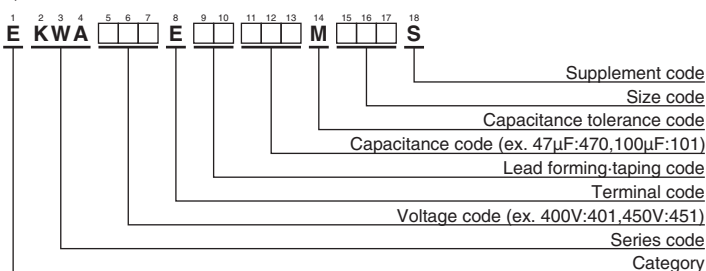 1 2 3 4 5 6 7 8 9 10 11 12 13 14 15 16 17 18
E KWA E M S
Supplement code
Size code
Capacitance tolerance code
Capacitance code (ex. 47µF:470,100µF:101)
Lead forming·taping code
Terminal code
Voltage code (ex. 400V:401,450V:451)
Series code
Category